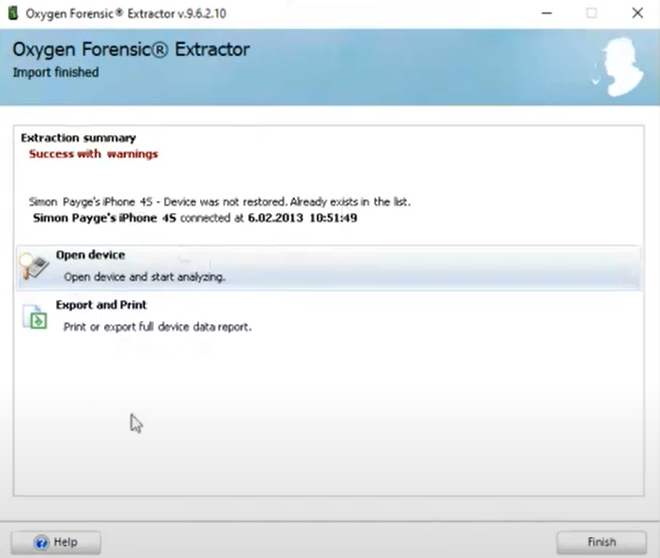 Oxygen Forensic® Extractor v.9.6.2.10
Oxygen Forensic® Extractor
Import finished
Extraction summary
Success with warnings
Simon Payge's iPhone 4S - Device was not restored. Already exists in the list.
Simon Payge's iPhone 4S connected at 6.02.2013 10:51:49
Open device
Open device and start analyzing.
Export and Print
Print or export full device data report.
Help
Finish